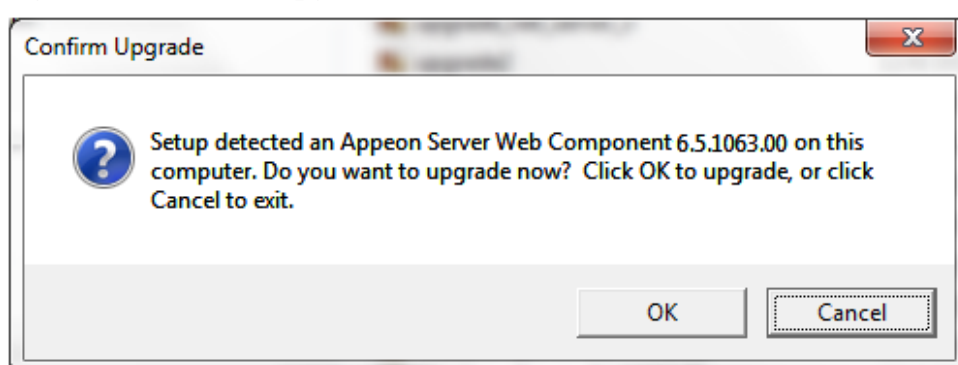 Confirm Upgrade
Setup detected an Appeon Server Web Component 6.5.1063.00 on this
computer. Do you want to upgrade now?  Click OK to upgrade, or click
Cancel to exit.
OK
Cancel